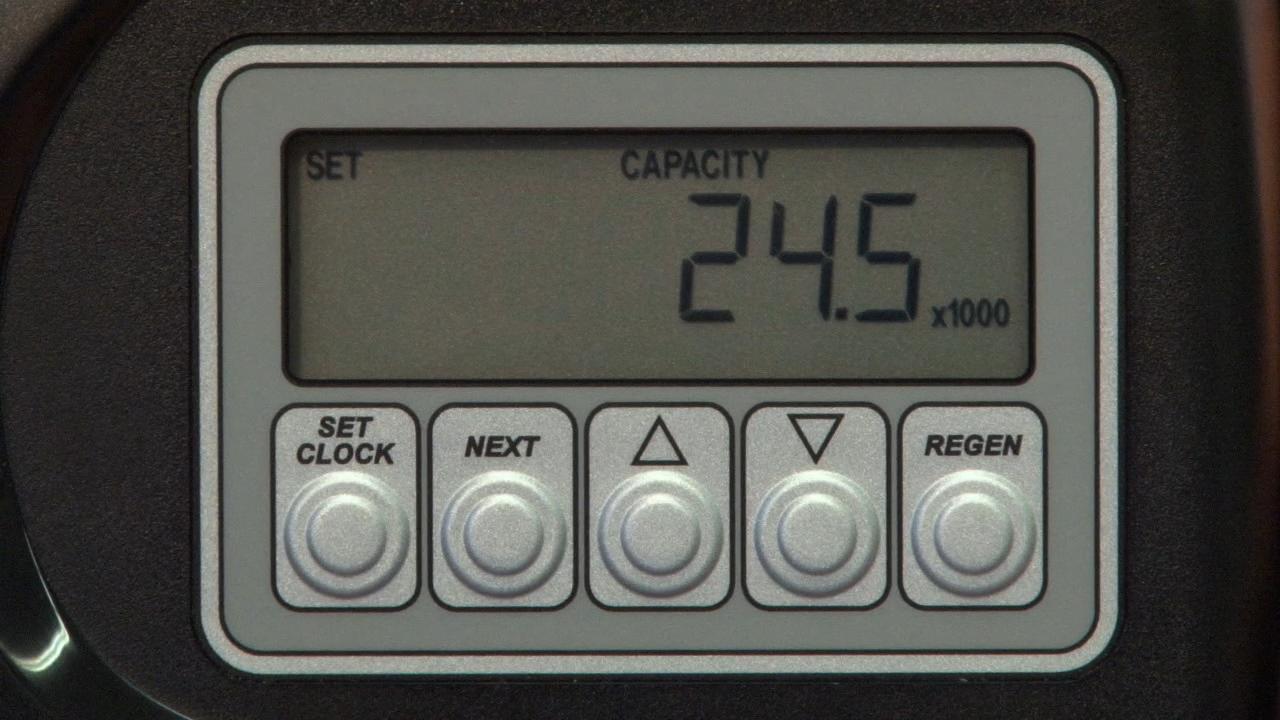 SET CAPACITY
24.5 x1000
SET
CLOCK
NEXT
REGEN